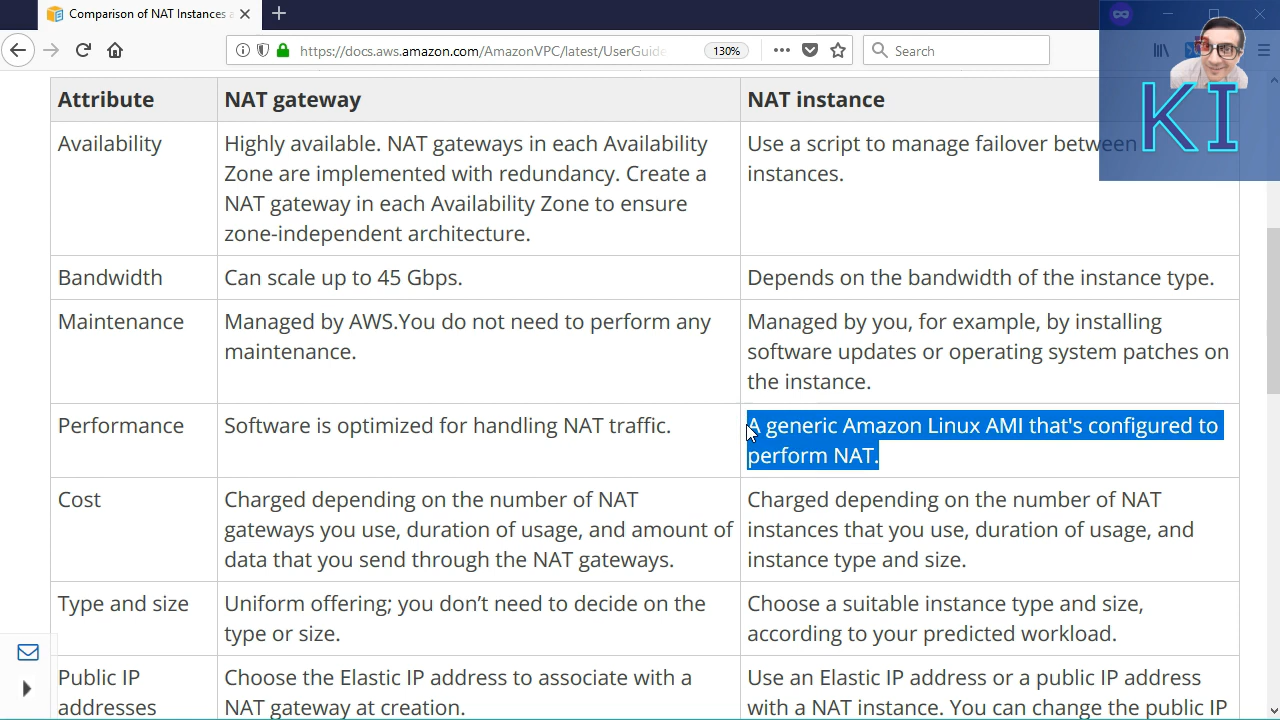 Comparison of NAT Instances a
https://docs.aws.amazon.com/AmazonVPC/latest/UserGuide
130%
Search
KI
Attribute
NAT gateway
NAT instance
Availability
Highly available. NAT gateways in each Availability
Zone are implemented with redundancy. Create a
NAT gateway in each Availability Zone to ensure
zone-independent architecture.
Use a script to manage failover between
instances.
Bandwidth
Can scale up to 45 Gbps.
Depends on the bandwidth of the instance type.
Maintenance
Managed by AWS.You do not need to perform any
maintenance.
Managed by you, for example, by installing
software updates or operating system patches on
the instance.
Performance
Software is optimized for handling NAT traffic.
A generic Amazon Linux AMI that's configured to
perform NAT.
Cost
Charged depending on the number of NAT
gateways you use, duration of usage, and amount of
data that you send through the NAT gateways.
Charged depending on the number of NAT
instances that you use, duration of usage, and
instance type and size.
Type and size
Uniform offering; you don’t need to decide on the
type or size.
Choose a suitable instance type and size,
according to your predicted workload.
Public IP
addresses
Choose the Elastic IP address to associate with a
NAT gateway at creation.
Use an Elastic IP address or a public IP address
with a NAT instance. You can change the public IP